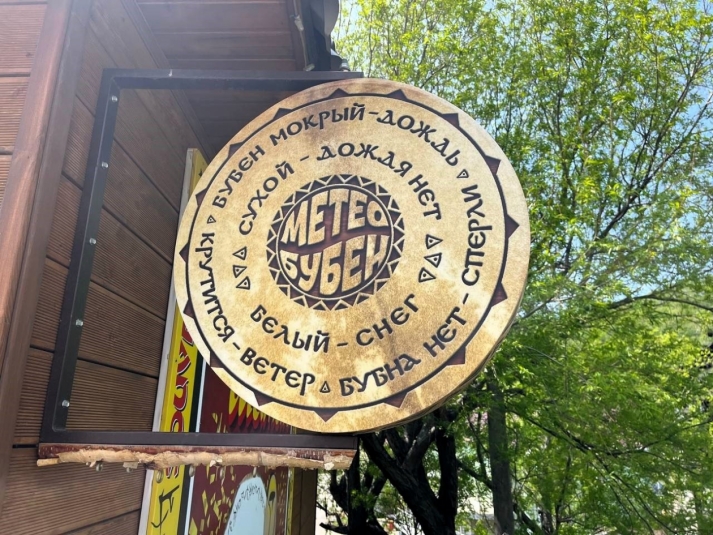 БУБЕН МОКРЫЙ-ДОЖДЬ
СУХОЙ - ДОЖДЯ НЕТ
МЕТЕО
БУБЕН
БЕЛЫЙ - СНЕГ
КРУТИТСЯ-ВЕТЕР
БУБНА НЕТ-СПЕРЛИ